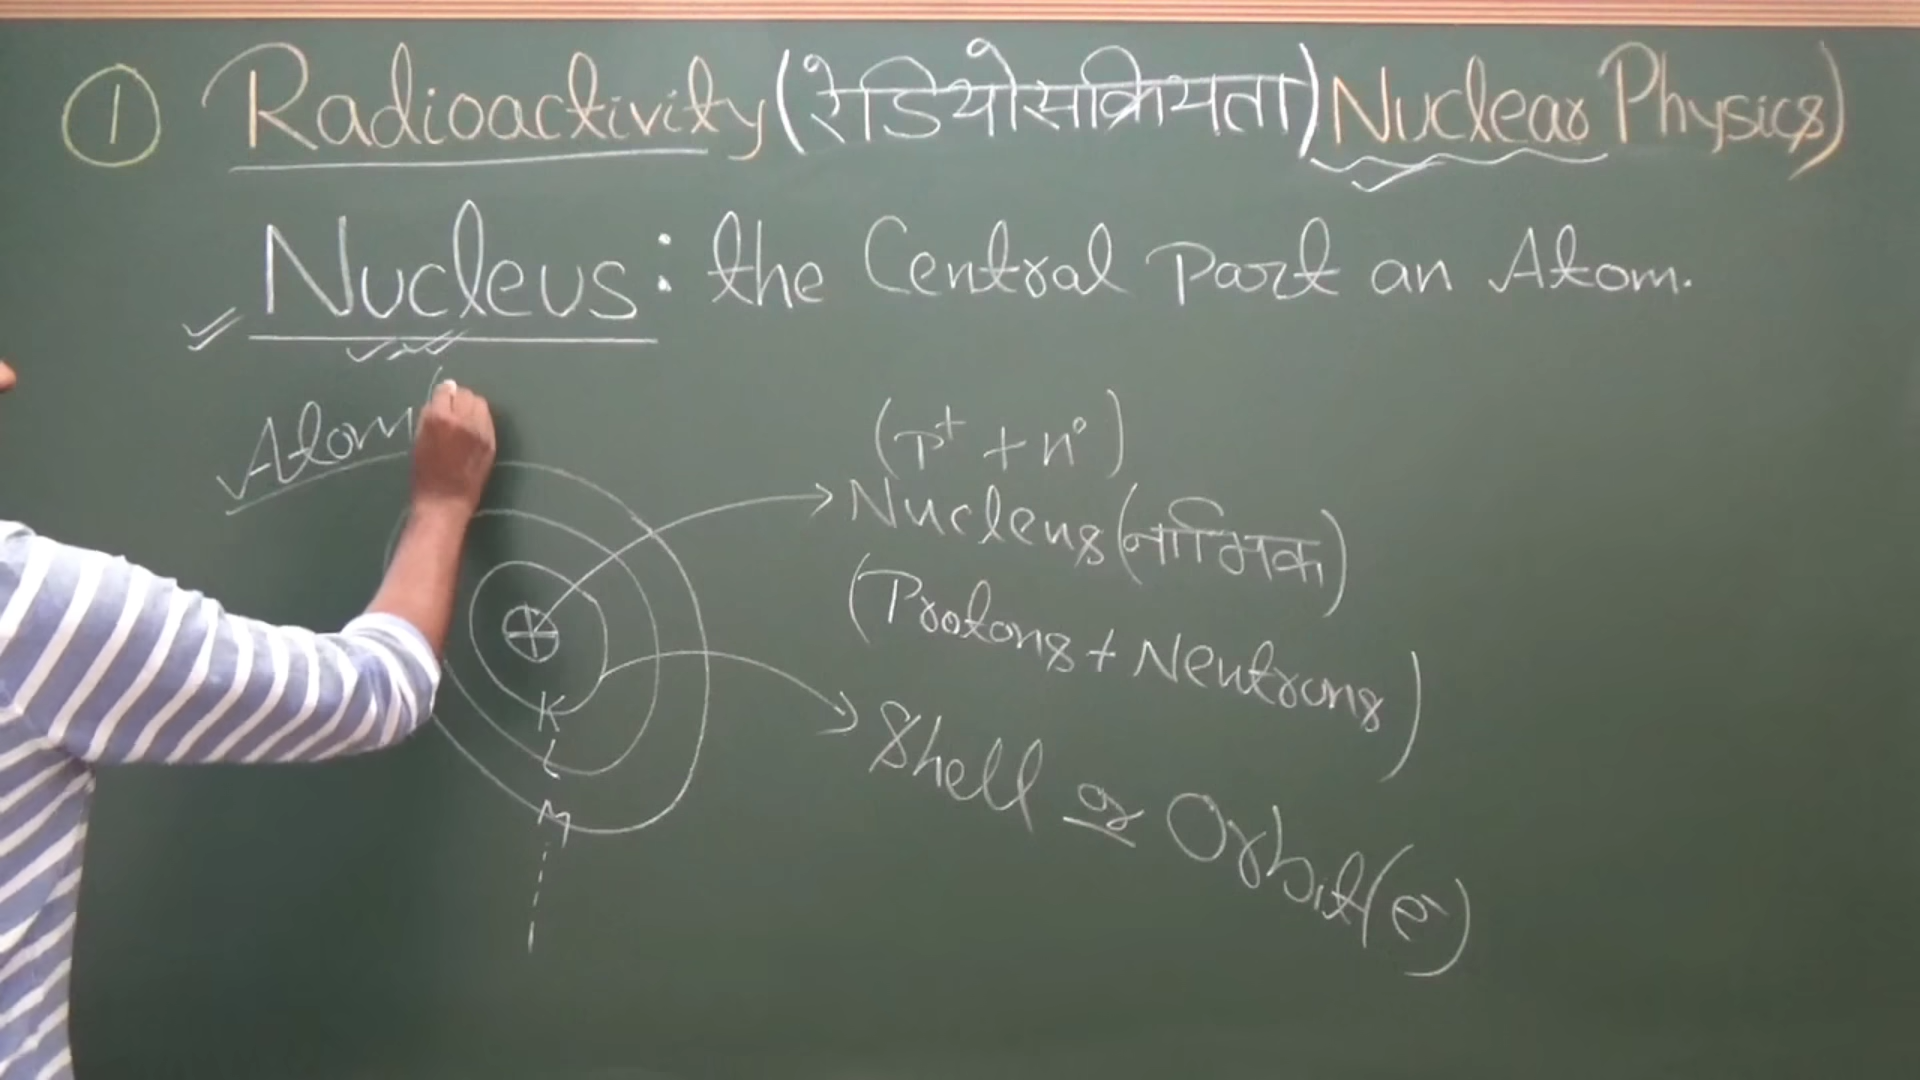 ① Radioactivity (रेडियोसक्रियता) Nuclear Physics)
Nucleus: the Central Part an Atom.
Atom (
(P⁺ + n°)
Nucleus (नाभिक)
(Protons + Neutrons)
Shell or Orbit (e⁻)
K
L
M